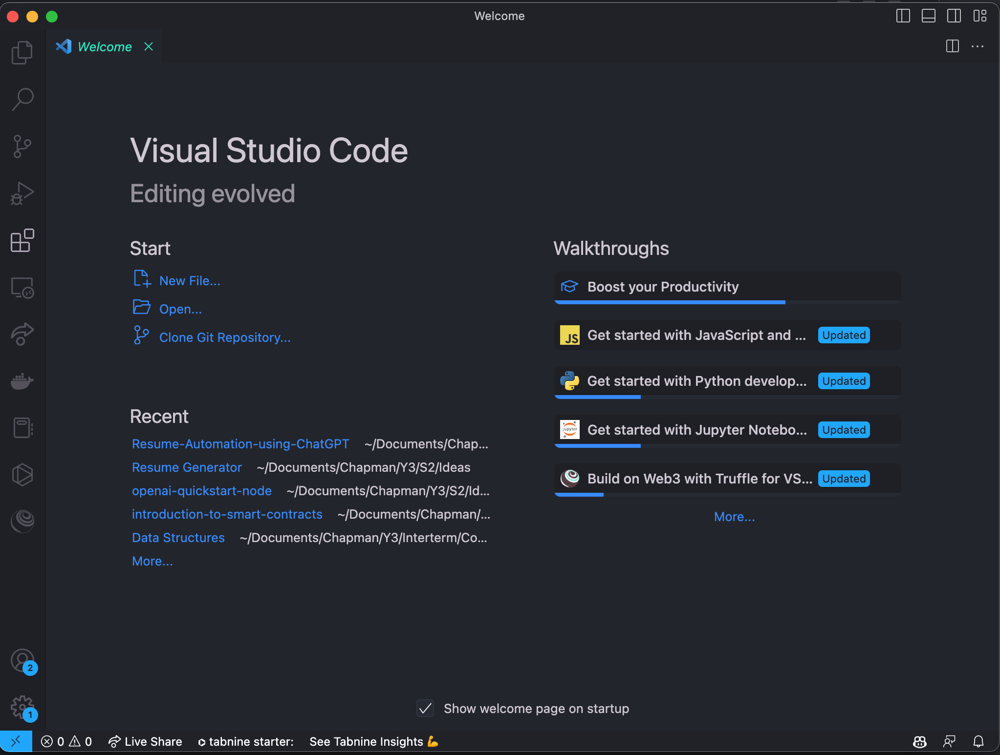 Welcome
Welcome
Visual Studio Code
Editing evolved
Start
New File...
Open...
Clone Git Repository...
Recent
Resume-Automation-using-ChatGPT ~/Documents/Chap...
Resume Generator ~/Documents/Chapman/Y3/S2/Ideas
openai-quickstart-node ~/Documents/Chapman/Y3/S2/Id...
introduction-to-smart-contracts ~/Documents/Chapman/...
Data Structures ~/Documents/Chapman/Y3/Interterm/Co...
More...
Walkthroughs
Boost your Productivity
JS Get started with JavaScript and ... Updated
Get started with Python develop... Updated
jupyter Get started with Jupyter Notebo... Updated
Build on Web3 with Truffle for VS... Updated
More...
2
1
Show welcome page on startup
0 0 Live Share tabnine starter: See Tabnine Insights 💪